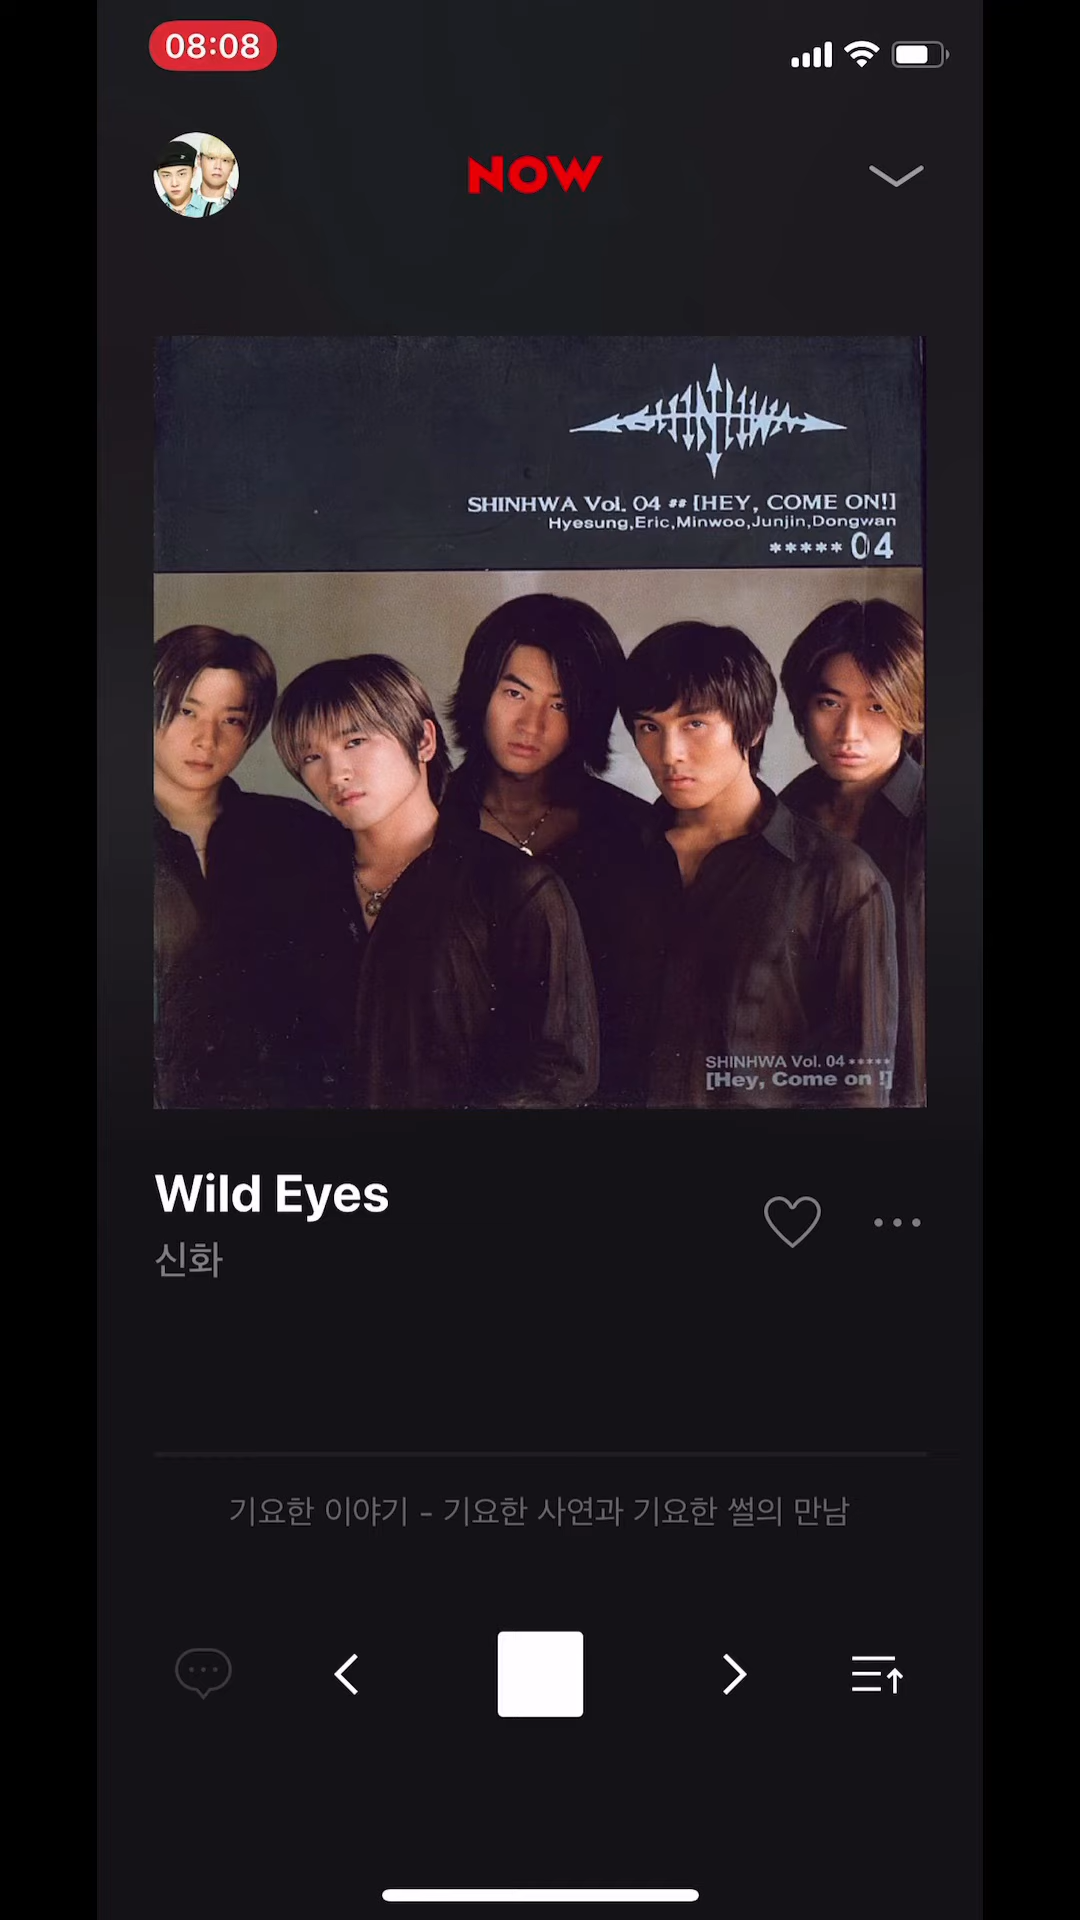 08:08
NOW
SHINHWA
SHINHWA Vol. 04 ## [HEY, COME ON!]
Hyesung,Eric,Minwoo,Junjin,Dongwan
***** 04
SHINHWA Vol. 04 *****
[Hey, Come on !]
Wild Eyes
신화
기요한 이야기 - 기요한 사연과 기요한 썰의 만남